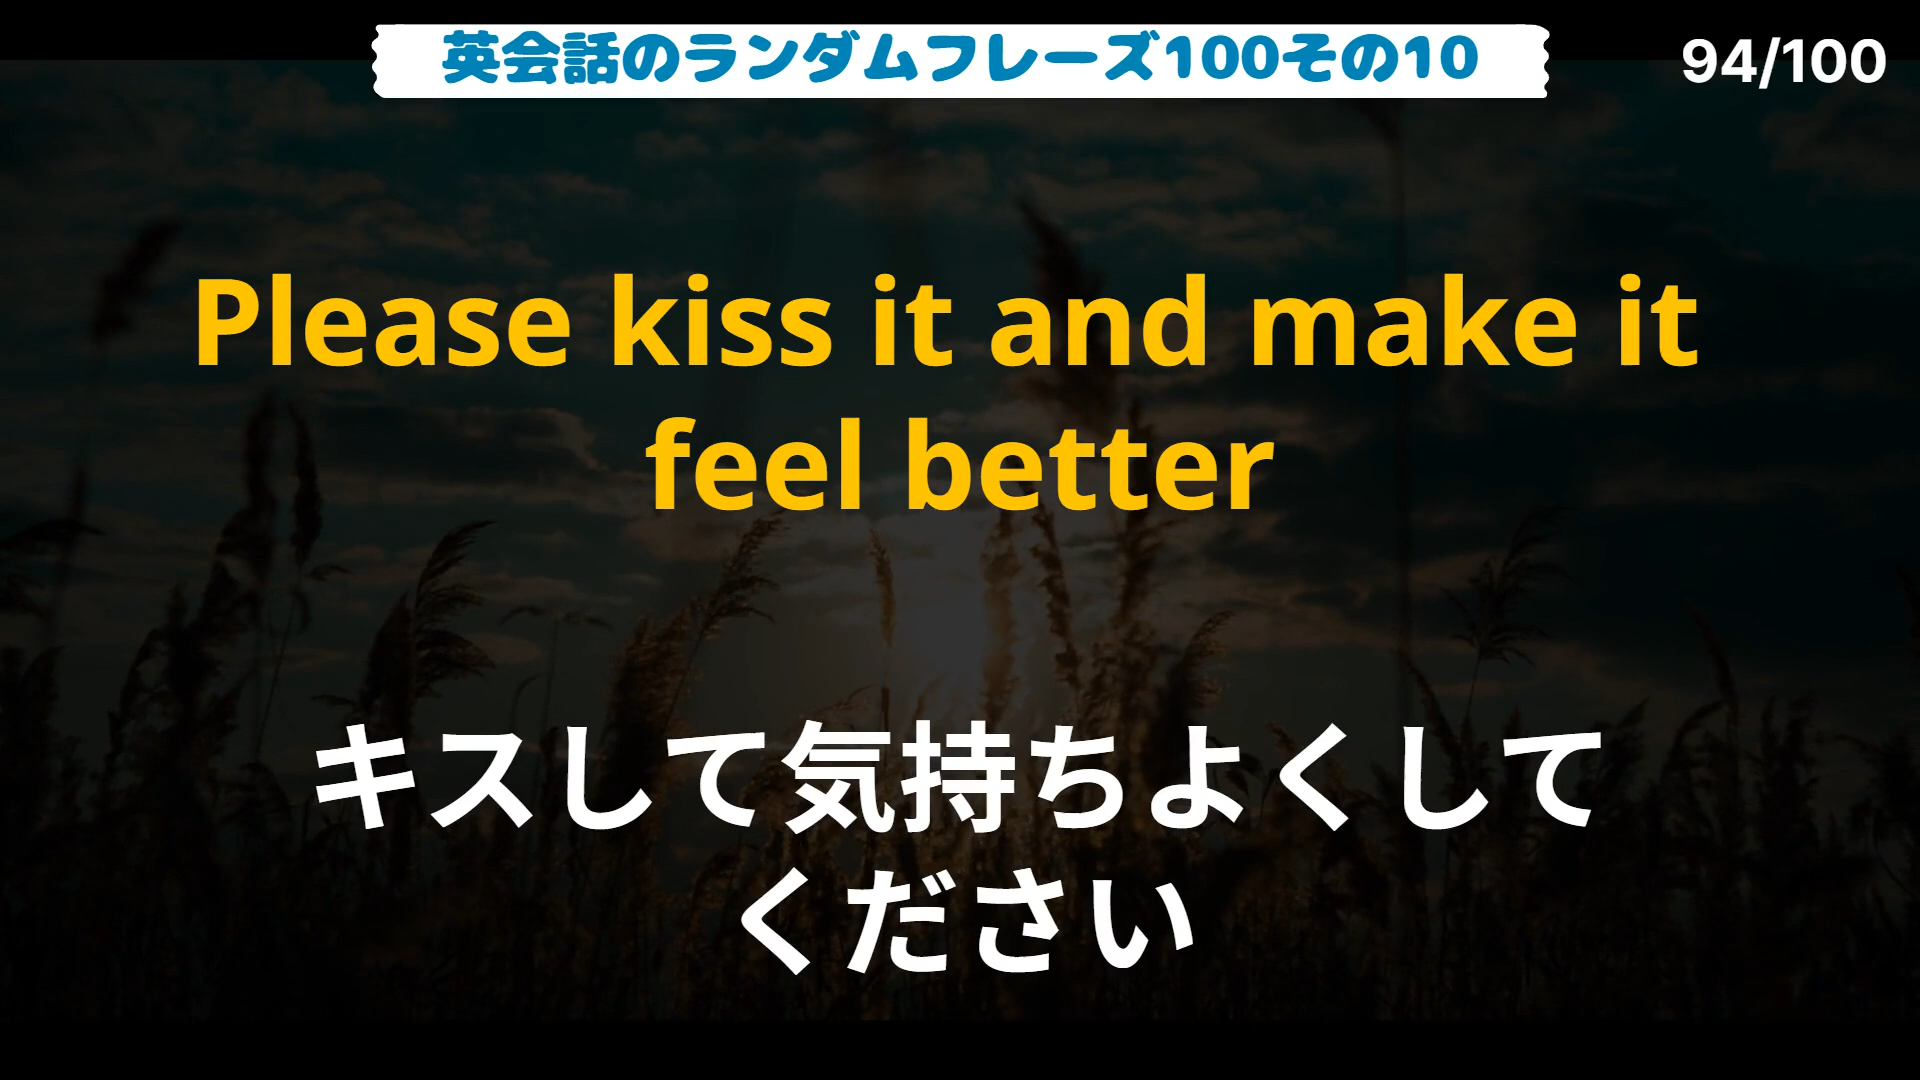 英会話のランダムフレーズ100その10
94/100
Please kiss it and make it
feel better
キスして気持ちよくして
ください